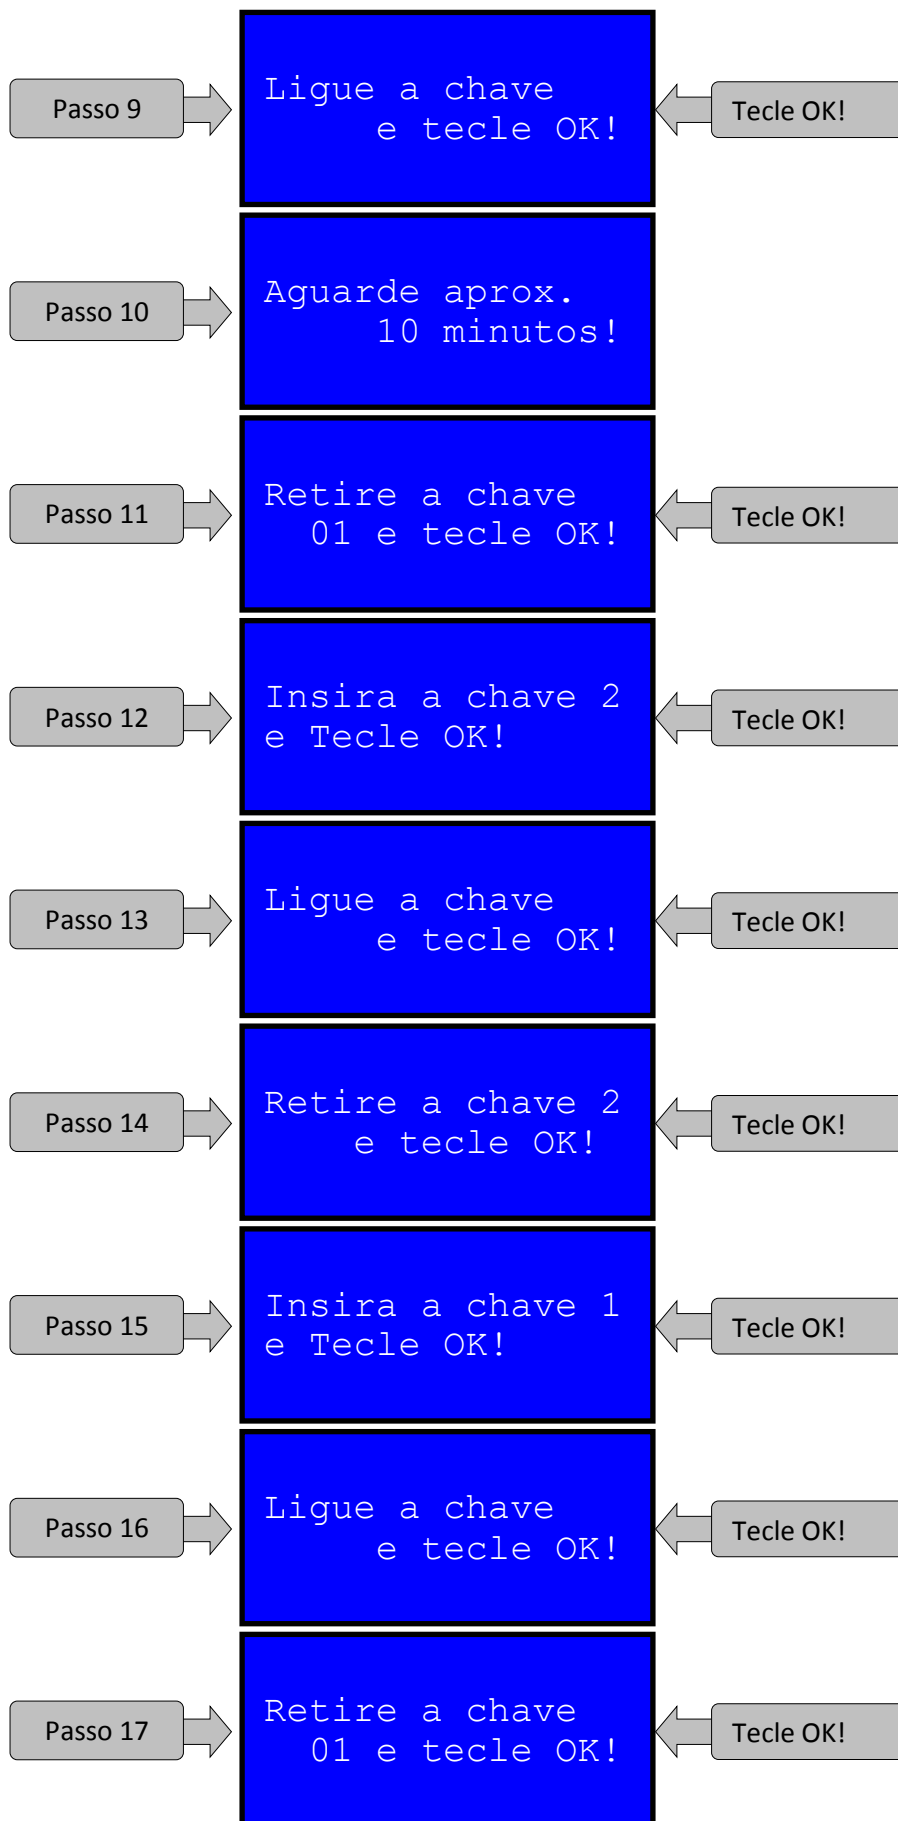 Passo 9
Ligue a chave
e tecle OK!
Tecle OK!
Passo 10
Aguarde aprox.
10 minutos!
Passo 11
Retire a chave
01 e tecle OK!
Tecle OK!
Passo 12
Insira a chave 2
e Tecle OK!
Tecle OK!
Passo 13
Ligue a chave
e tecle OK!
Tecle OK!
Passo 14
Retire a chave 2
e tecle OK!
Tecle OK!
Passo 15
Insira a chave 1
e Tecle OK!
Tecle OK!
Passo 16
Ligue a chave
e tecle OK!
Tecle OK!
Passo 17
Retire a chave
01 e tecle OK!
Tecle OK!